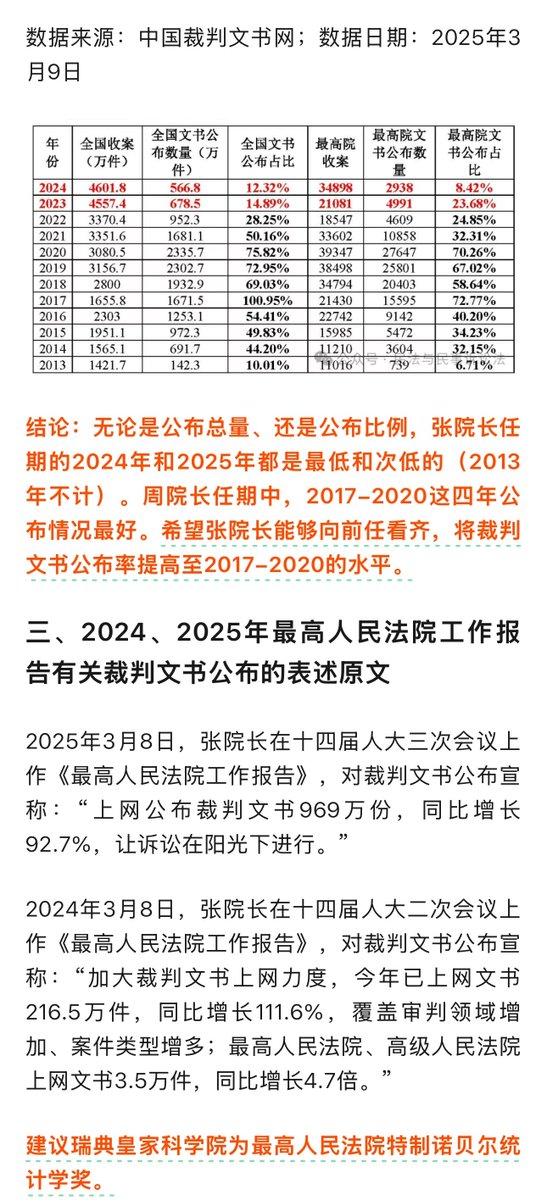 数据来源：中国裁判文书网；数据日期：2025年3
月9日
年份 全国收案（万件） 全国文书公布数量（万件） 全国文书公布占比 最高院收案 最高院文书公布数量 最高院文书公布占比
2024 4601.8 566.8 12.32% 34898 2938 8.42%
2023 4557.4 678.5 14.89% 21081 4991 23.68%
2022 3370.4 952.3 28.25% 18547 4609 24.85%
2021 3351.6 1681.1 50.16% 33602 10858 32.31%
2020 3080.5 2335.7 75.82% 39347 27647 70.26%
2019 3156.7 2302.7 72.95% 38498 25801 67.02%
2018 2800 1932.9 69.03% 34794 20403 58.64%
2017 1655.8 1671.5 100.95% 21430 15595 72.77%
2016 2303 1253.1 54.41% 22742 9142 40.20%
2015 1951.1 972.3 49.83% 15985 5472 34.23%
2014 1565.1 691.7 44.20% 11210 3604 32.15%
2013 1421.7 142.3 10.01% 11016 739 6.71%
结论：无论是公布总量、还是公布比例，张院长任
期的2024年和2025年都是最低和次低的（2013
年不计）。周院长任期中，2017-2020这四年公
布情况最好。希望张院长能够向前任看齐，将裁判
文书公布率提高至2017-2020的水平。
三、2024、2025年最高人民法院工作报
告有关裁判文书公布的表述原文
2025年3月8日，张院长在十四届人大三次会议上
作《最高人民法院工作报告》，对裁判文书公布宣
称：“上网公布裁判文书969万份，同比增长
92.7%，让诉讼在阳光下进行。”
2024年3月8日，张院长在十四届人大二次会议上
作《最高人民法院工作报告》，对裁判文书公布宣
称：“加大裁判文书上网力度，今年已上网文书
216.5万件，同比增长111.6%，覆盖审判领域增
加、案件类型增多；最高人民法院、高级人民法院
上网文书3.5万件，同比增长4.7倍。”
建议瑞典皇家科学院为最高人民法院特制诺贝尔统
计学奖。